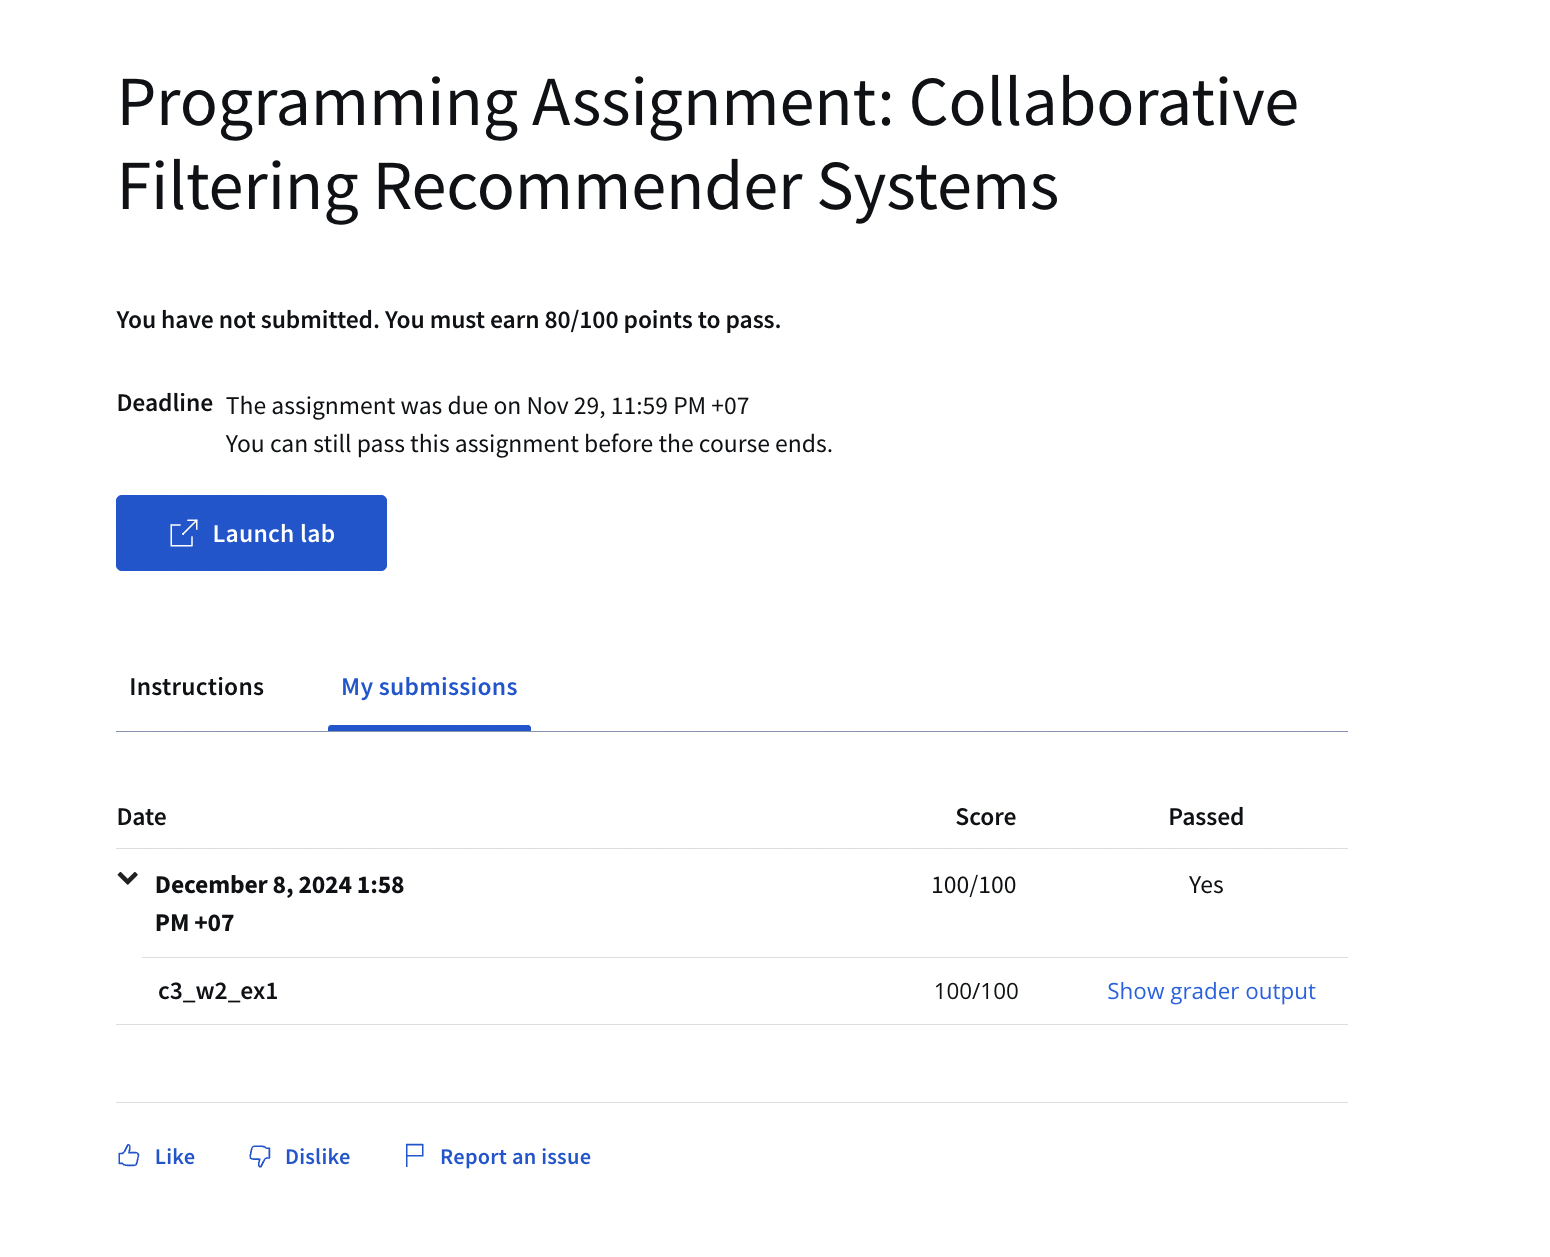 Programming Assignment: Collaborative
Filtering Recommender Systems
You have not submitted. You must earn 80/100 points to pass.
Deadline The assignment was due on Nov 29, 11:59 PM +07
You can still pass this assignment before the course ends.
Launch lab
Instructions My submissions
Date Score Passed
December 8, 2024 1:58 100/100 Yes
PM +07
c3_w2_ex1 100/100 Show grader output
Like Dislike Report an issue